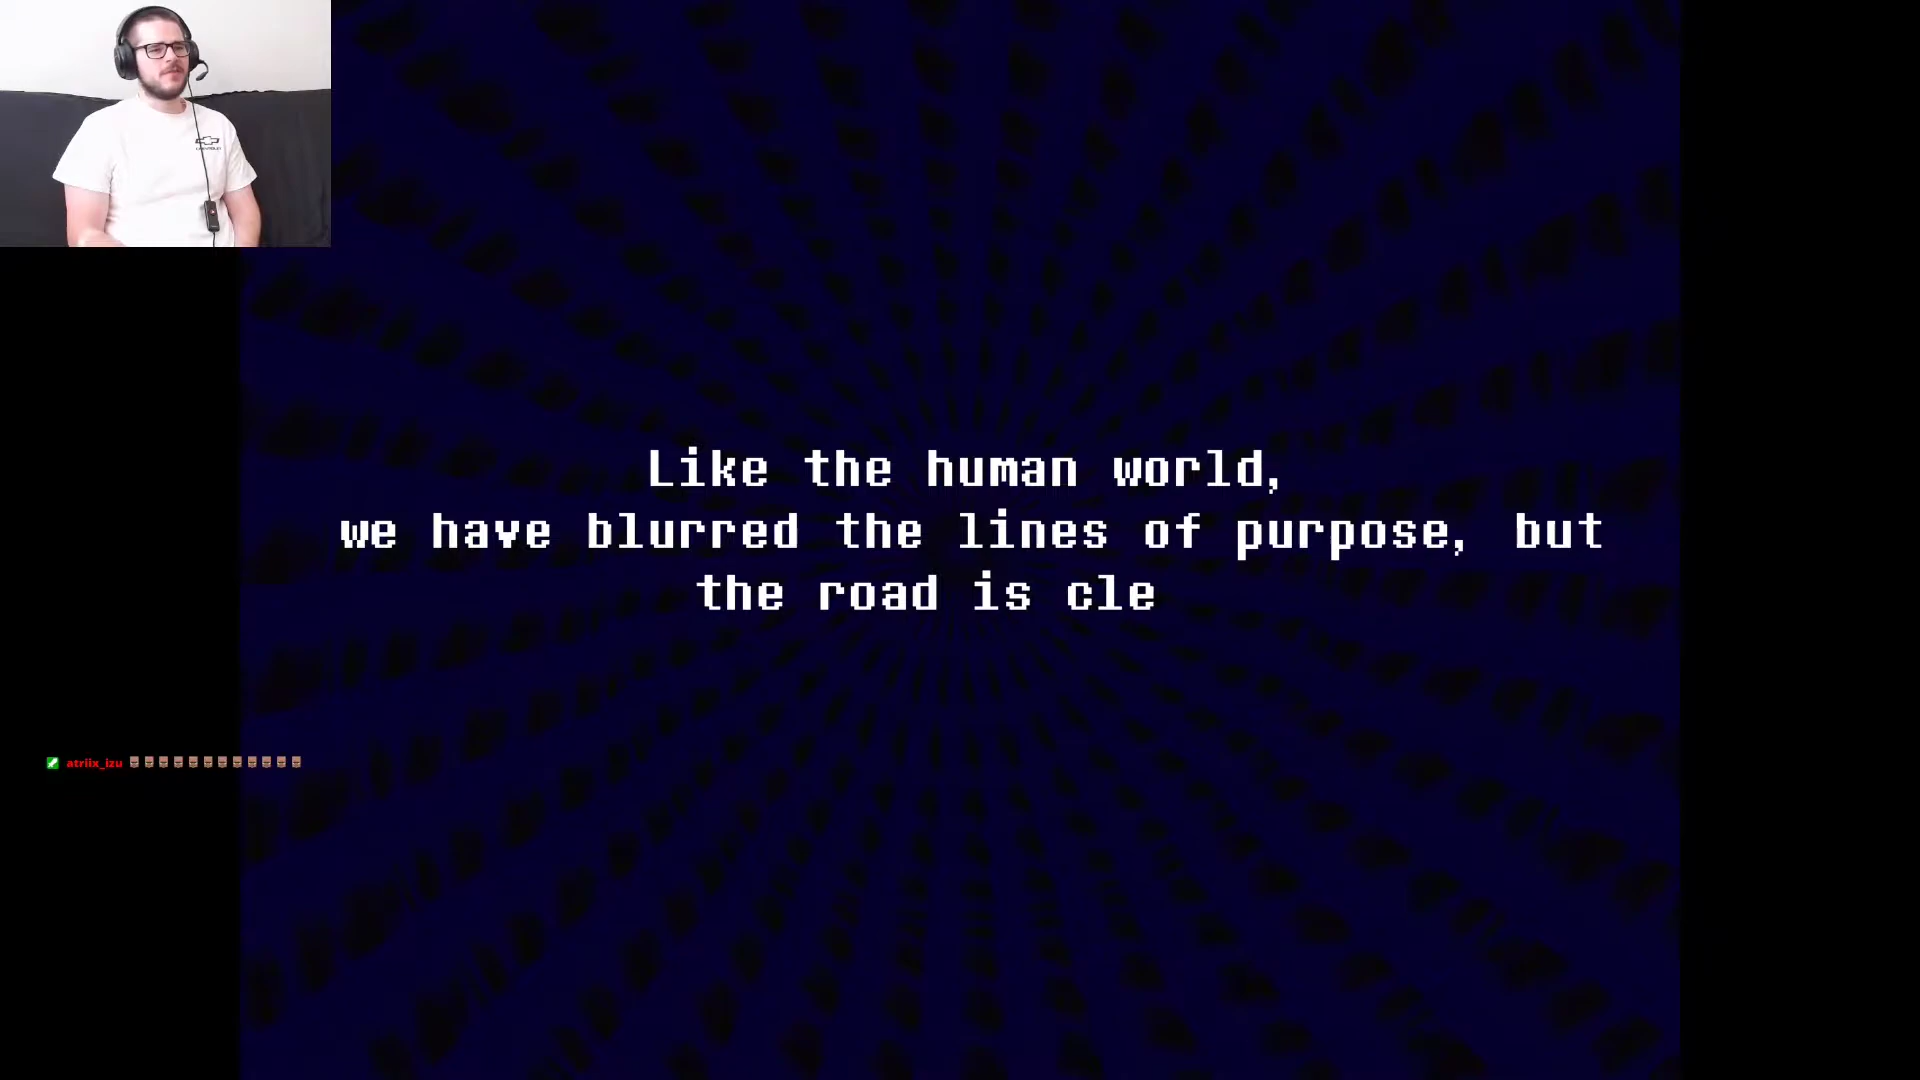 Like the human world,
we have blurred the lines of purpose, but
the road is cle
atriix_izu